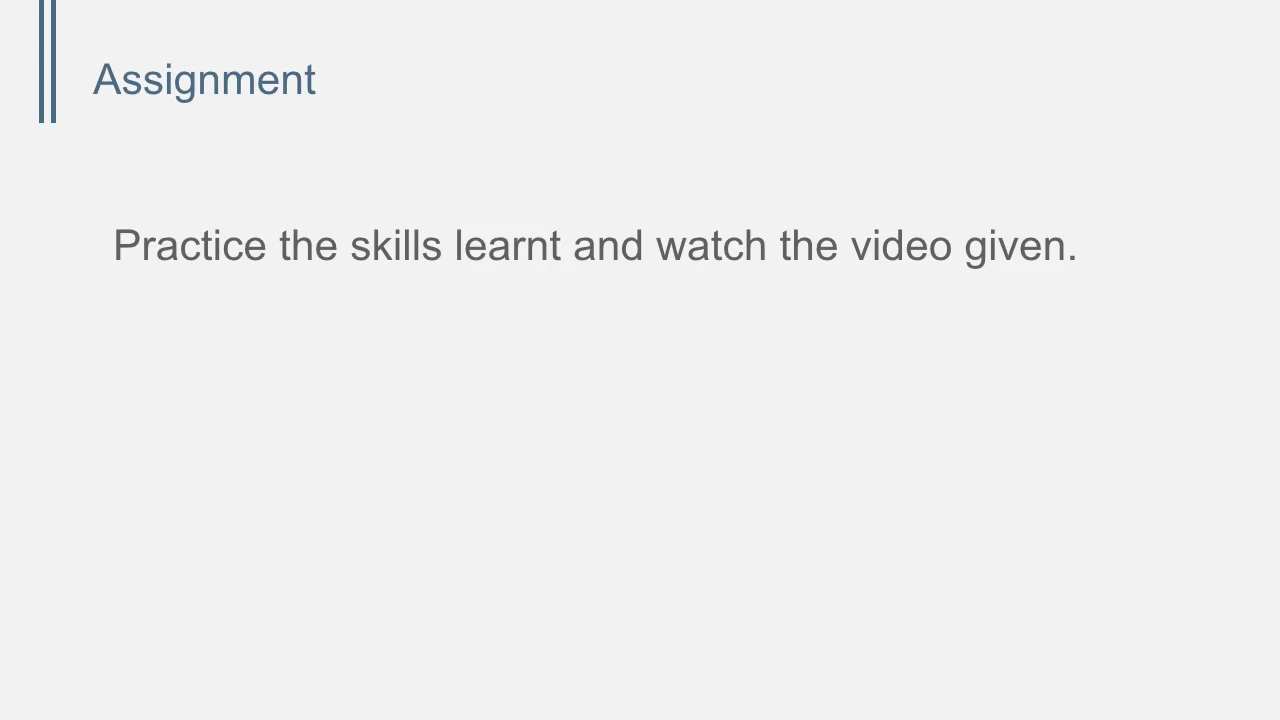 Assignment
Practice the skills learnt and watch the video given.